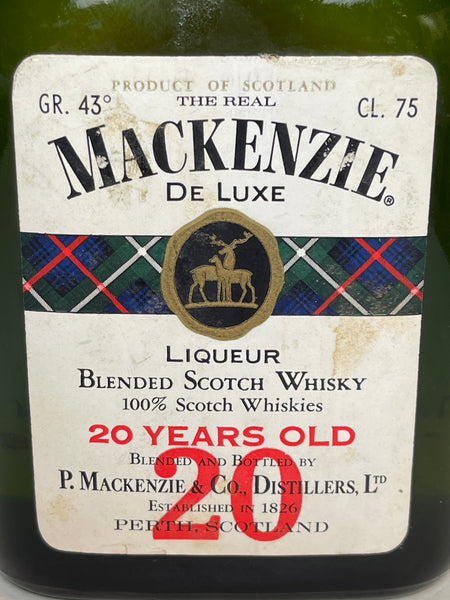 PRODUCT OF SCOTLAND
GR. 43° THE REAL CL. 75
MACKENZIE®
DE LUXE
LIQUEUR
BLENDED SCOTCH WHISKY
100% SCOTCH WHISKIES
20 YEARS OLD
20
BLENDED AND BOTTLED BY
P. MACKENZIE & CO., DISTILLERS, LTD
ESTABLISHED IN 1826
PERTH, SCOTLAND